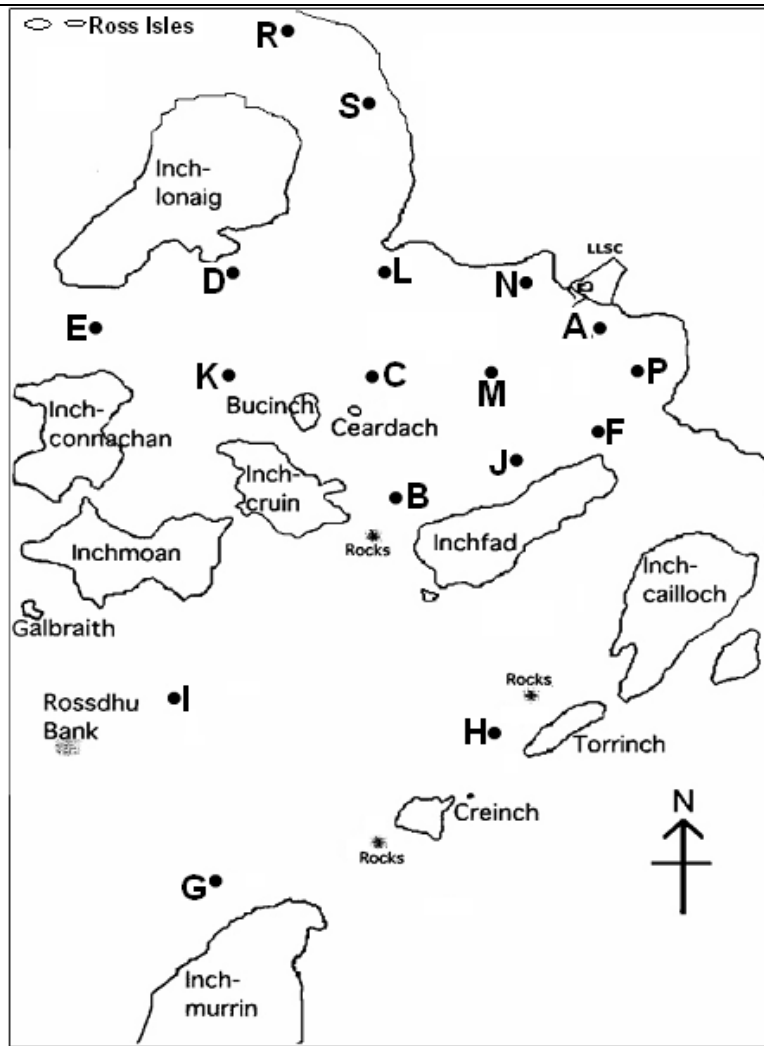 Ross Isles
R
S
Inch-
lonaig
LLSC
D
L
N
E
A
K
C
M
P
Inch-
connachan
Bucinch
Ceardach
F
J
Inch-
cruin
B
Inchmoan
Rocks
Inchfad
Inch-
cailloch
Galbraith
Rocks
I
Rossdhu
Bank
H
Torrinch
N
Creinch
Rocks
G
Inch-
murrin